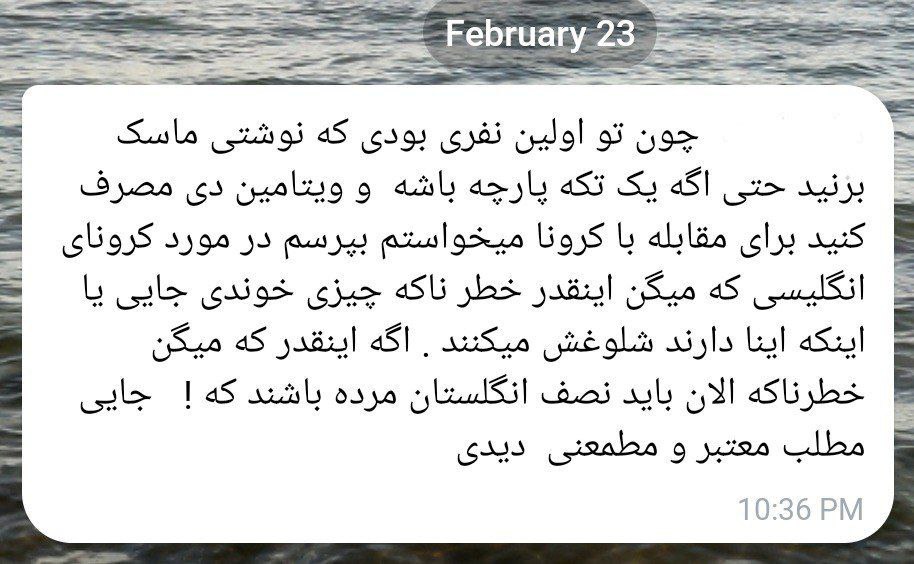 February 23
چون تو اولین نفری بودی که نوشتی ماسک
بزنید حتی اگه یک تکه پارچه باشه و ویتامین دی مصرف
کنید برای مقابله با کرونا میخواستم بپرسم در مورد کرونای
انگلیسی که میگن اینقدر خطر ناکه چیزی خوندی جایی یا
اینکه اینا دارند شلوغش میکنند . اگه اینقدر که میگن
خطرناکه الان باید نصف انگلستان مرده باشند که ! جایی
مطلب معتبر و مطمعنی دیدی
10:36 PM